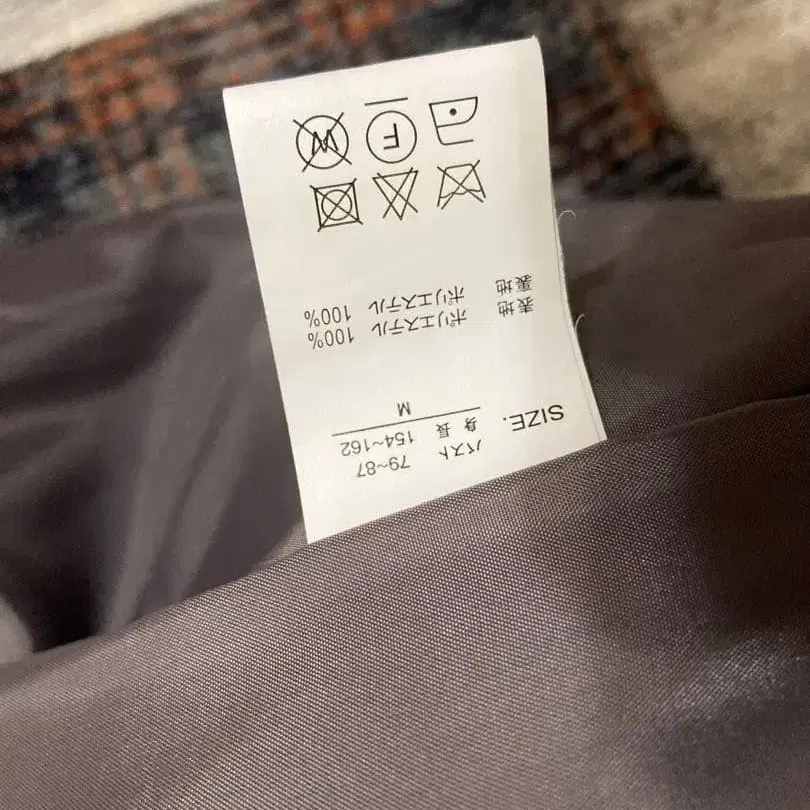 バスト 79~87
SIZE. 身長 154~162
M
表地 ポリエステル 100%
裏地 ポリエステル 100%
F W